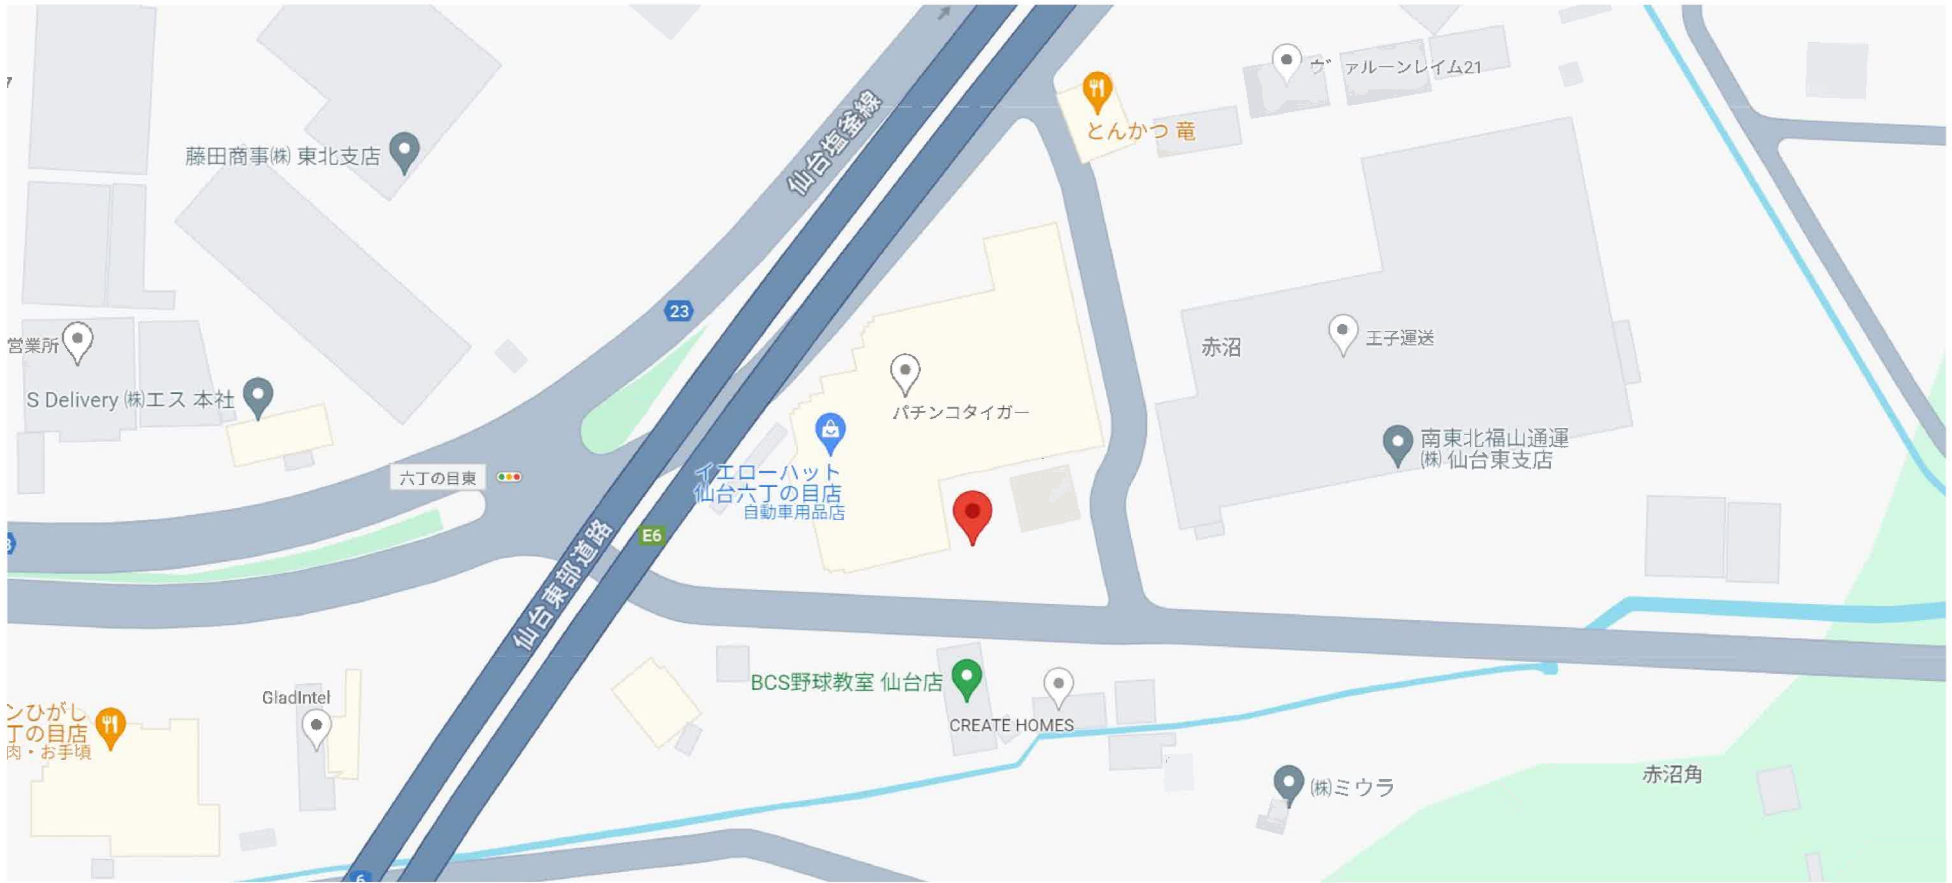 仙台塩釜線
とんかつ 竜
ヴァルーンレイム21
藤田商事㈱ 東北支店
23
営業所
S Delivery ㈱エス 本社
パチンコタイガー
赤沼
王子運送
六丁の目東
イエローハット
仙台六丁の目店
自動車用品店
南東北福山通運
㈱ 仙台東支店
E6
仙台東部道路
GladIntel
BCS野球教室 仙台店
CREATE HOMES
ンひがし
丁の目店
肉・お手頃
㈱ミウラ
赤沼角
6